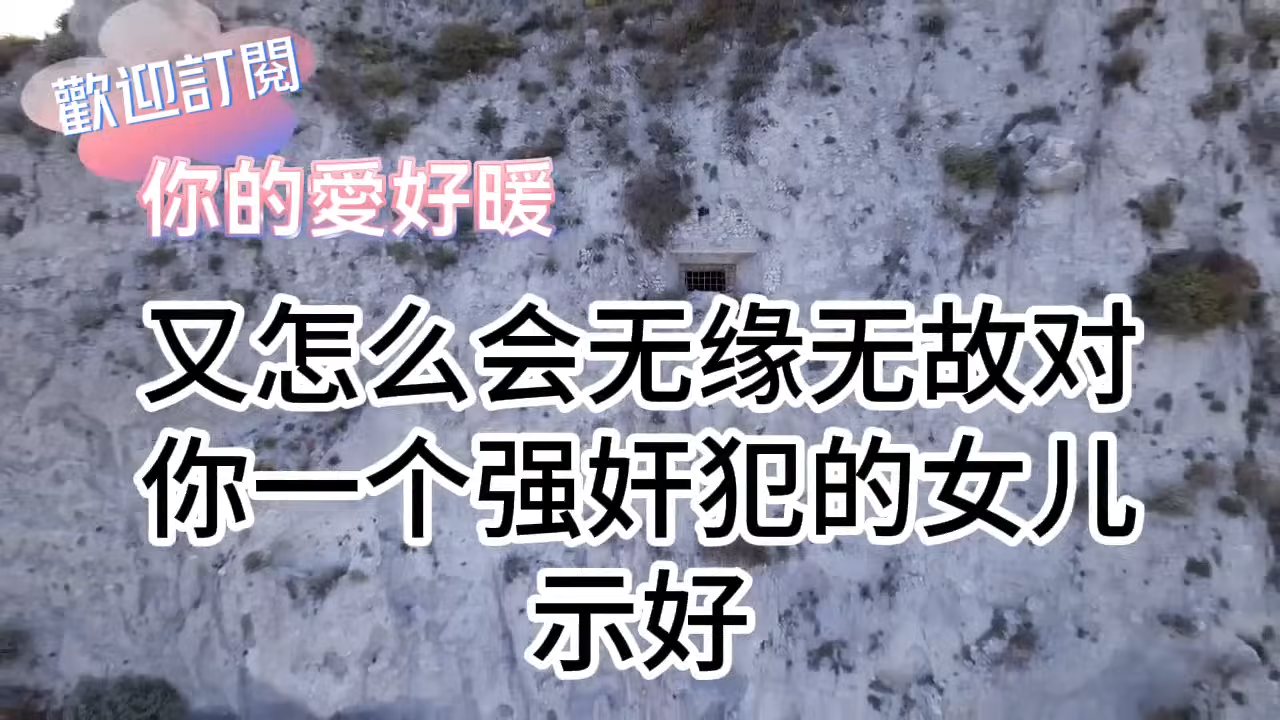 歡迎訂閱
你的愛好暖
又怎么会无缘无故对
你一个强奸犯的女儿
示好